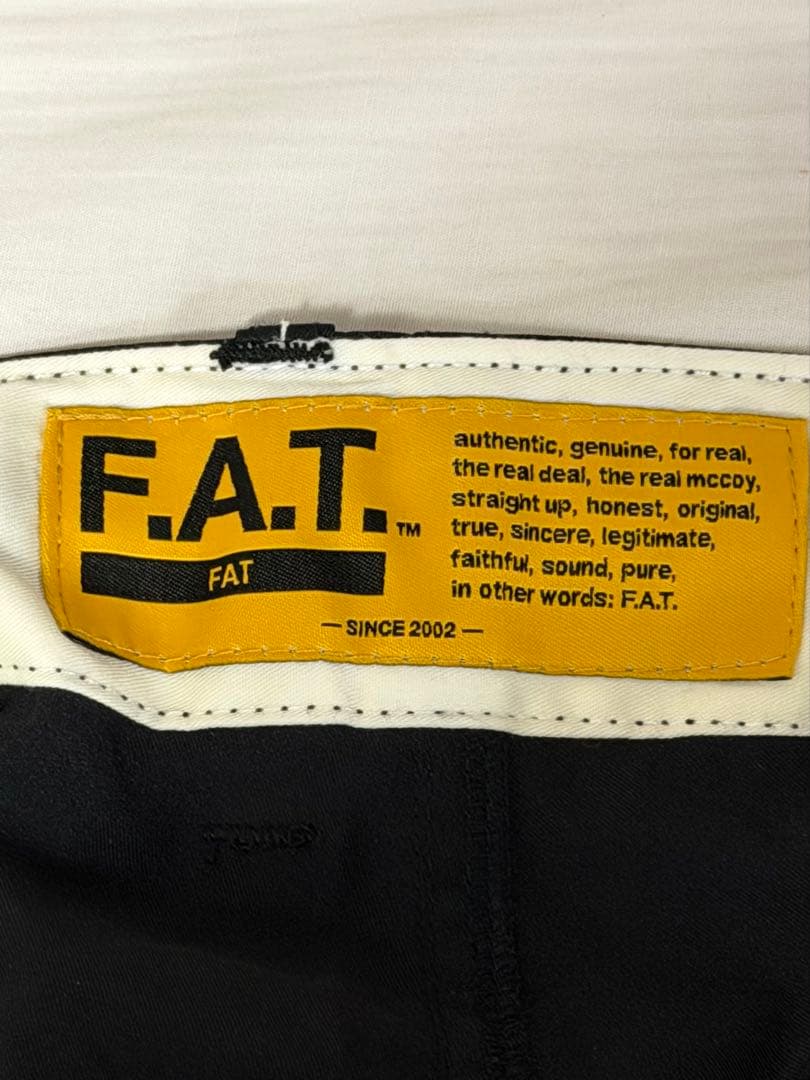 F.A.T.™
FAT
authentic, genuine, for real,
the real deal, the real mccoy,
straight up, honest, original,
true, sincere, legitimate,
faithful, sound, pure,
in other words: F.A.T.
— SINCE 2002 —